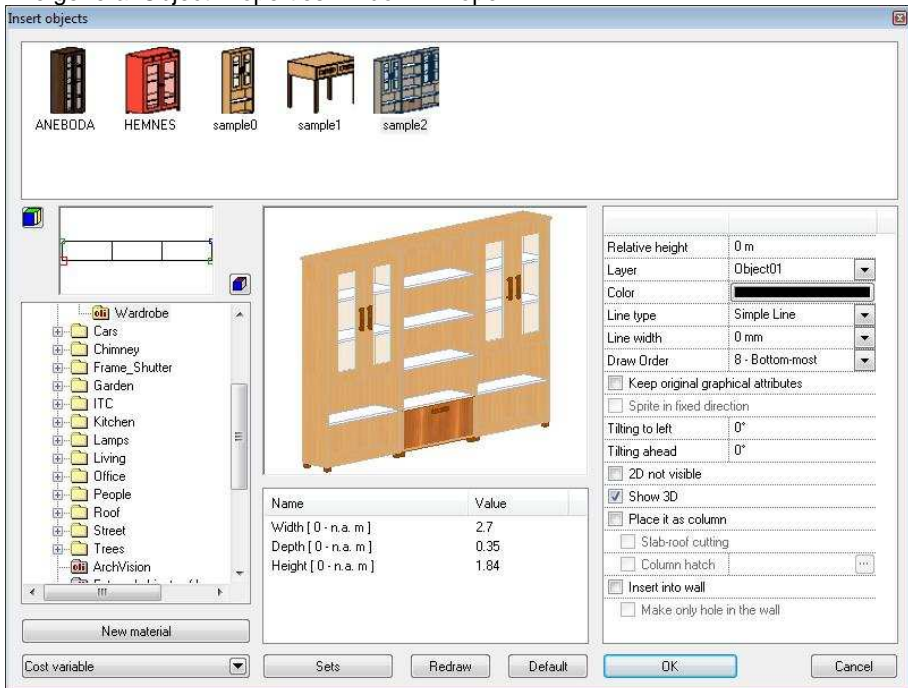 Insert objects
ANEBODA
HEMNES
sample0
sample1
sample2
Wardrobe
Cars
Chimney
Frame_Shutter
Garden
ITC
Kitchen
Lamps
Living
Office
People
Roof
Street
Trees
ArchVision
New material
Cost variable
Name Value
Width [ 0 - n.a. m ] 2.7
Depth [ 0 - n.a. m ] 0.35
Height [ 0 - n.a. m ] 1.84
Sets
Redraw
Default
Relative height 0 m
Layer Object01
Color
Line type Simple Line
Line width 0 mm
Draw Order 8 - Bottom-most
Keep original graphical attributes
Sprite in fixed direction
Tilting to left 0°
Tilting ahead 0°
2D not visible
Show 3D
Place it as column
Slab-roof cutting
Column hatch ...
Insert into wall
Make only hole in the wall
OK
Cancel